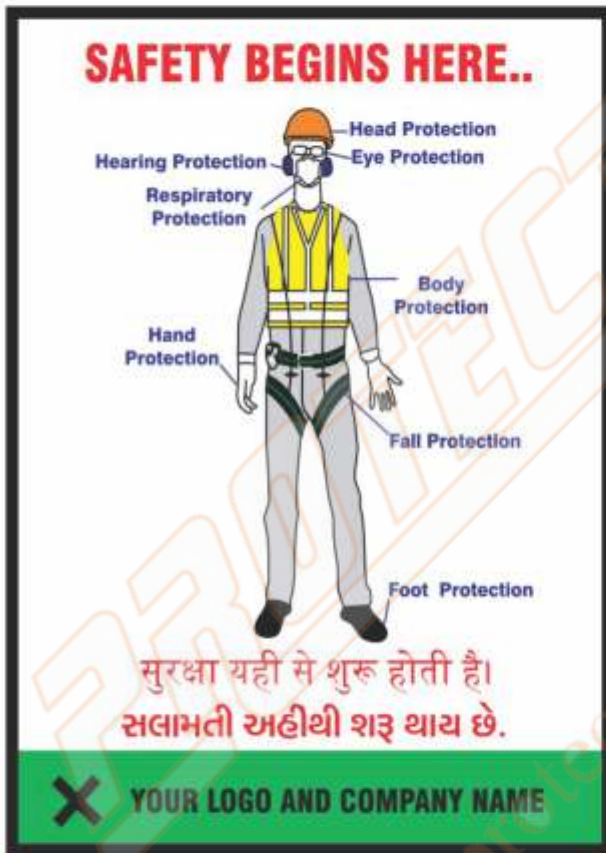 SAFETY BEGINS HERE..
Head Protection
Hearing Protection
Eye Protection
Respiratory
Protection
Body
Protection
Hand
Protection
Fall Protection
Foot Protection
सुरक्षा यही से शुरू होती है।
સલામતી અહીથી શરૂ થાય છે.
YOUR LOGO AND COMPANY NAME